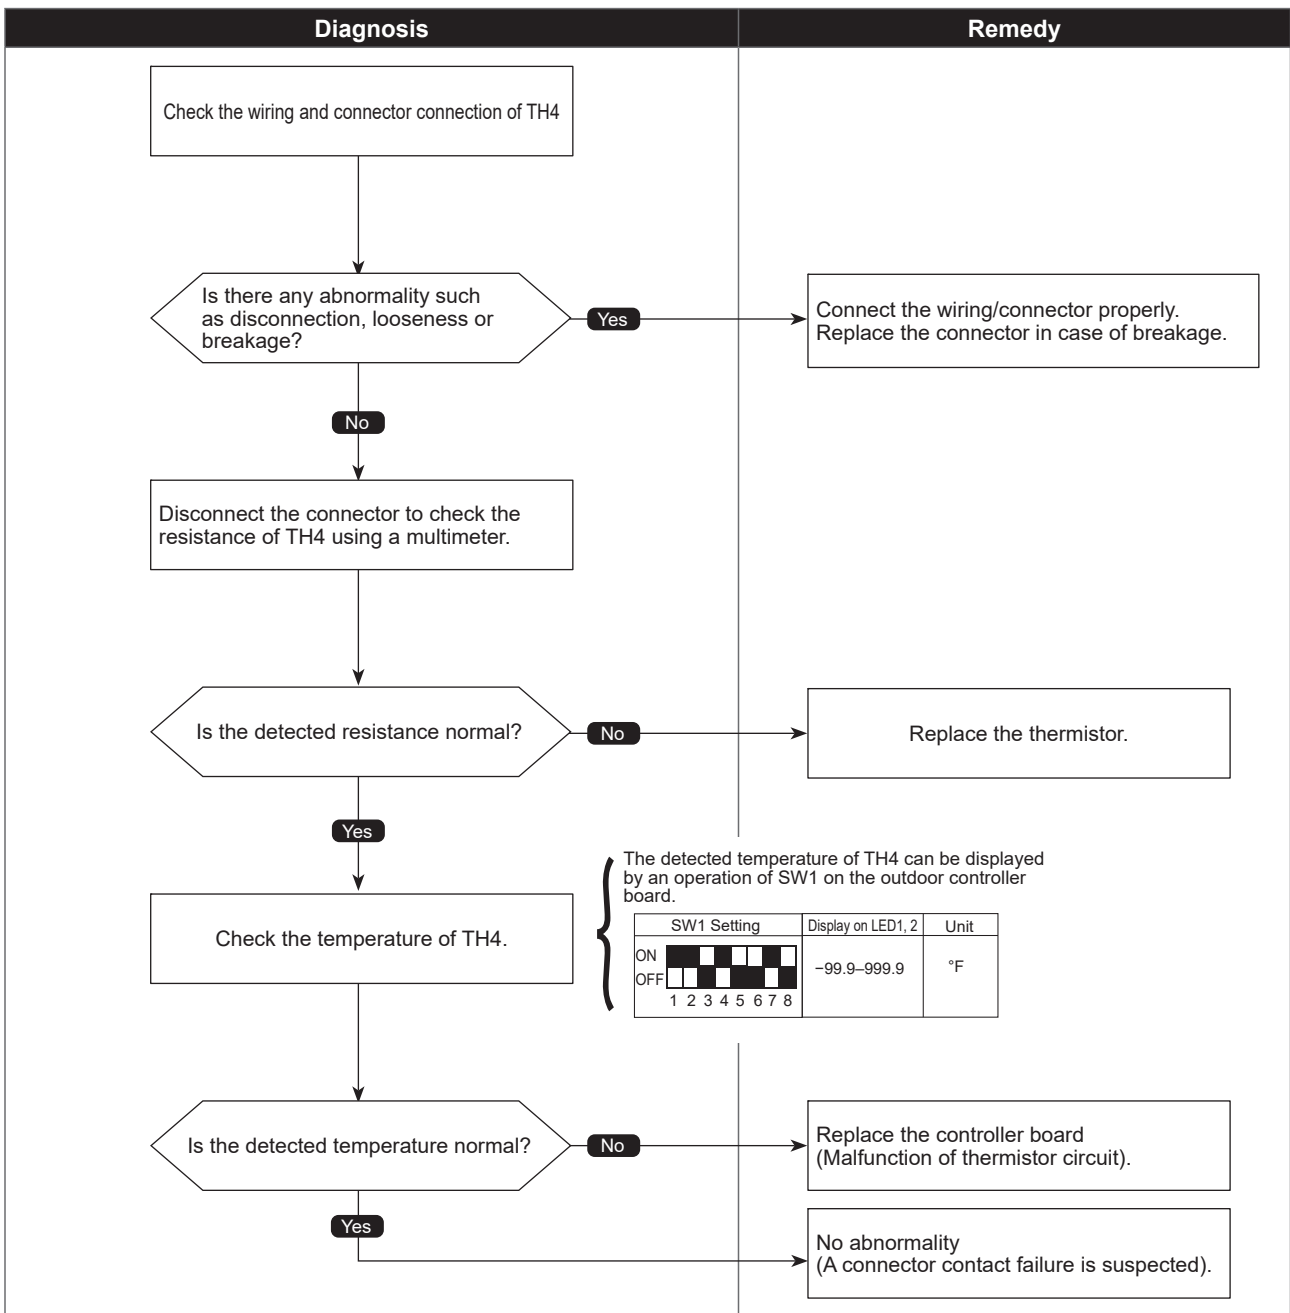 Diagnosis
Remedy
Check the wiring and connector connection of TH4
Is there any abnormality such
as disconnection, looseness or
breakage?
Yes
Connect the wiring/connector properly.
Replace the connector in case of breakage.
No
Disconnect the connector to check the
resistance of TH4 using a multimeter.
Is the detected resistance normal?
No
Replace the thermistor.
Yes
Check the temperature of TH4.
The detected temperature of TH4 can be displayed
by an operation of SW1 on the outdoor controller
board.
SW1 Setting
Display on LED1, 2
Unit
ON
OFF
1 2 3 4 5 6 7 8
−99.9–999.9
°F
Is the detected temperature normal?
No
Replace the controller board
(Malfunction of thermistor circuit).
Yes
No abnormality
(A connector contact failure is suspected).